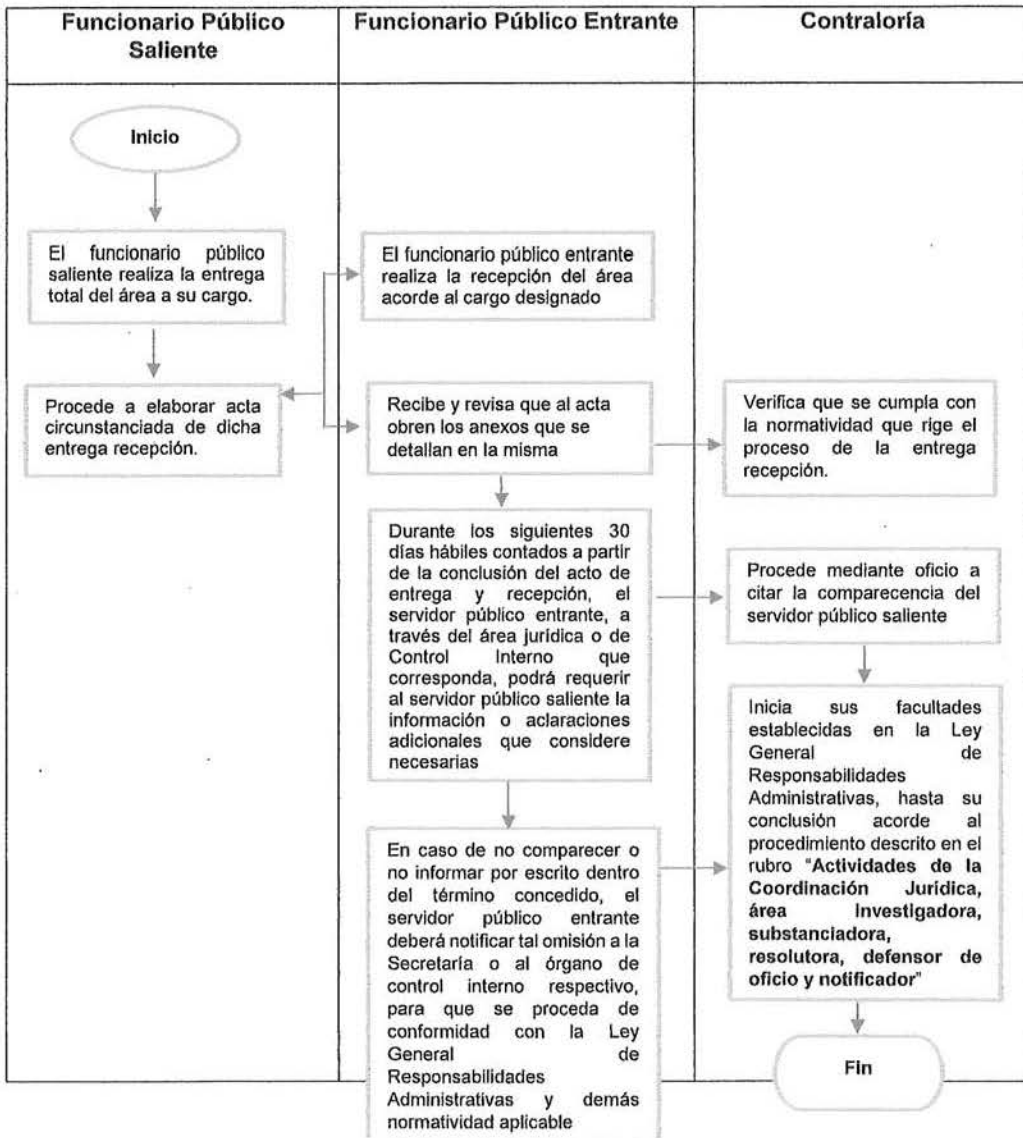 Funcionario Público
Saliente
Funcionario Público Entrante
Contraloría
Inicio
El funcionario público
saliente realiza la entrega
total del área a su cargo.
Procede a elaborar acta
circunstanciada de dicha
entrega recepción.
El funcionario público entrante
realiza la recepción del área
acorde al cargo designado
Recibe y revisa que al acta
obren los anexos que se
detallan en la misma
Durante los siguientes 30
días hábiles contados a partir
de la conclusión del acto de
entrega y recepción, el
servidor público entrante, a
través del área jurídica o de
Control Interno que
corresponda, podrá requerir
al servidor público saliente la
información o aclaraciones
adicionales que considere
necesarias
En caso de no comparecer o
no informar por escrito dentro
del término concedido, el
servidor público entrante
deberá notificar tal omisión a la
Secretaría o al órgano de
control interno respectivo,
para que se proceda de
conformidad con la Ley
General de
Responsabilidades
Administrativas y demás
normatividad aplicable
Verifica que se cumpla con
la normatividad que rige el
proceso de la entrega
recepción.
Procede mediante oficio a
citar la comparecencia del
servidor público saliente
Inicia sus facultades
establecidas en la Ley
General de
Responsabilidades
Administrativas, hasta su
conclusión acorde al
procedimiento descrito en el
rubro "Actividades de la
Coordinación Jurídica,
área Investigadora,
substanciadora,
resolutora, defensor de
oficio y notificador"
Fin